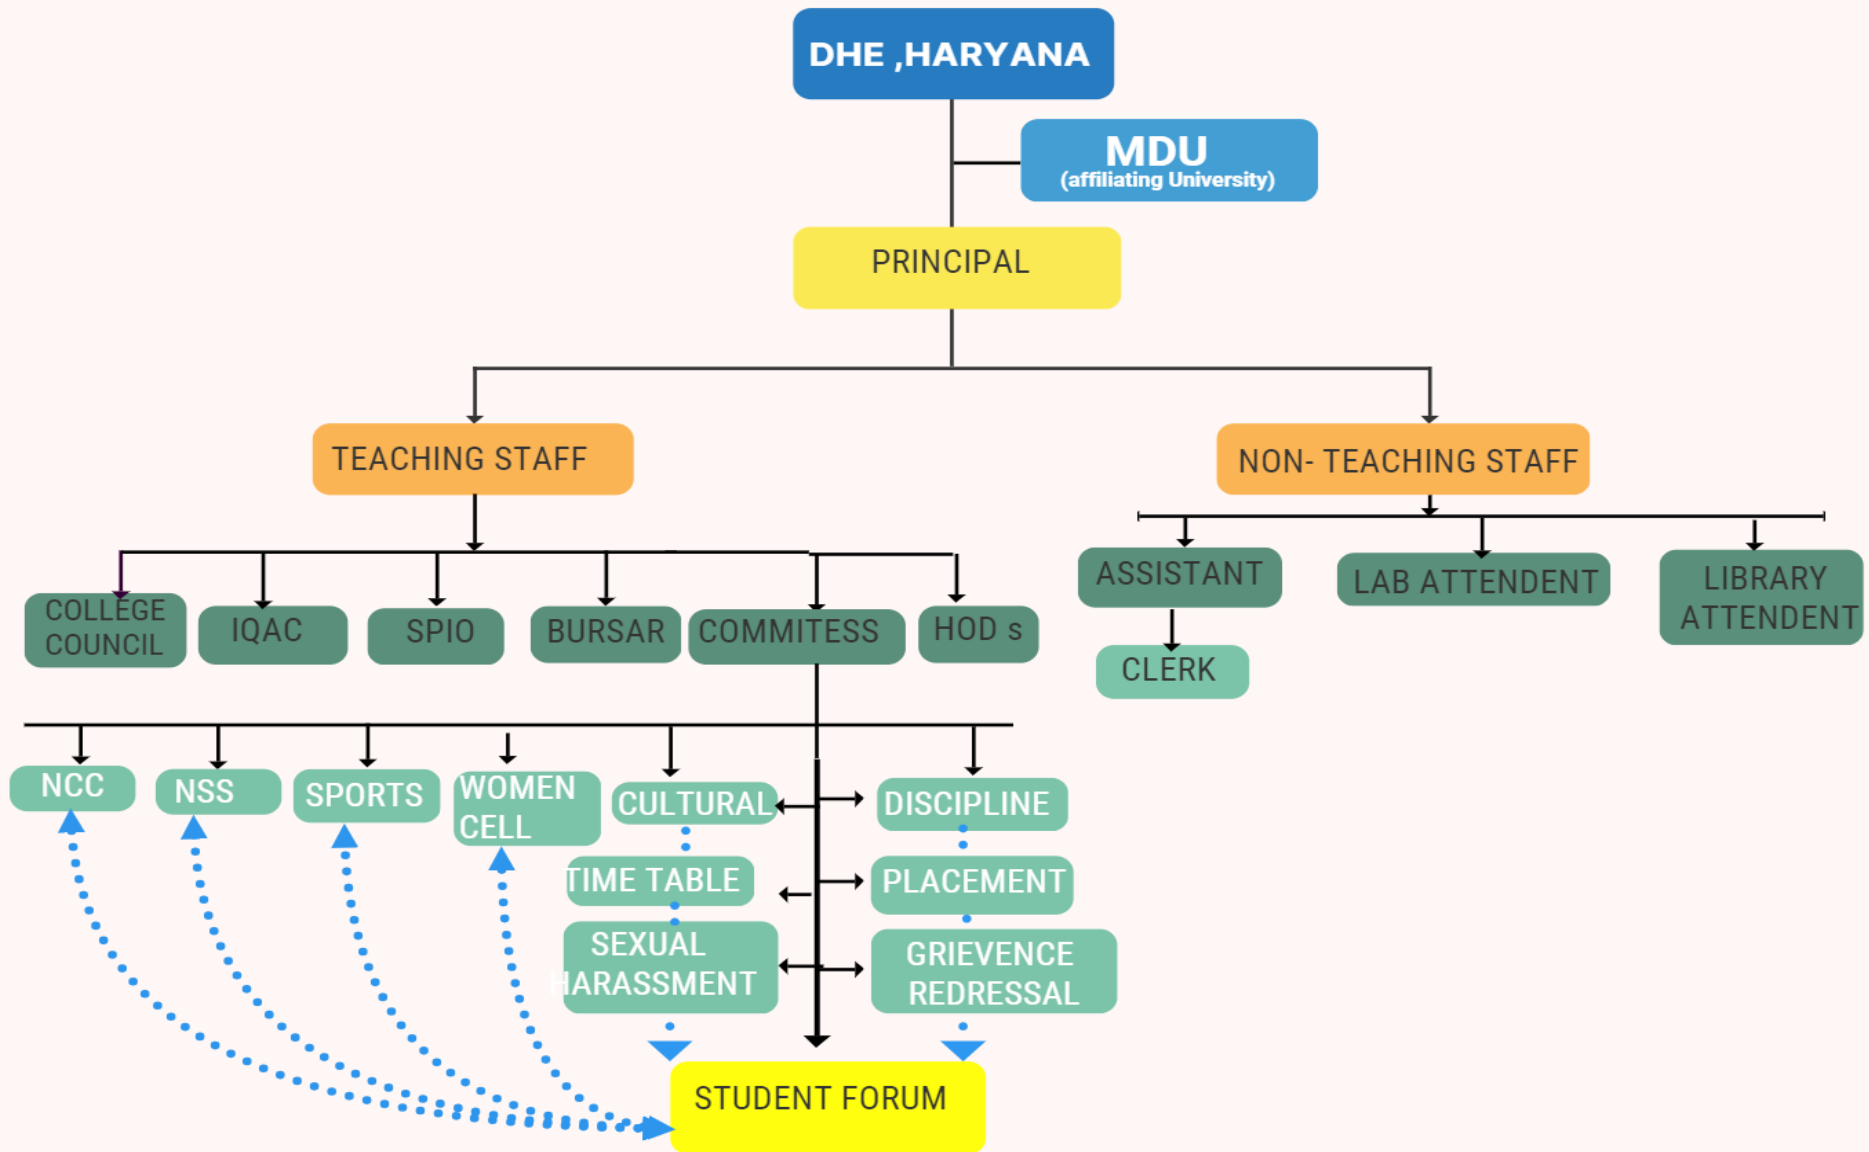 DHE ,HARYANA
MDU
(affiliating University)
PRINCIPAL
TEACHING STAFF
NON- TEACHING STAFF
COLLEGE
COUNCIL
IQAC
SPIO
BURSAR
COMMITESS
HOD s
ASSISTANT
LAB ATTENDENT
LIBRARY
ATTENDENT
CLERK
NCC
NSS
SPORTS
WOMEN
CELL
CULTURAL
DISCIPLINE
TIME TABLE
PLACEMENT
SEXUAL
HARASSMENT
GRIEVENCE
REDRESSAL
STUDENT FORUM